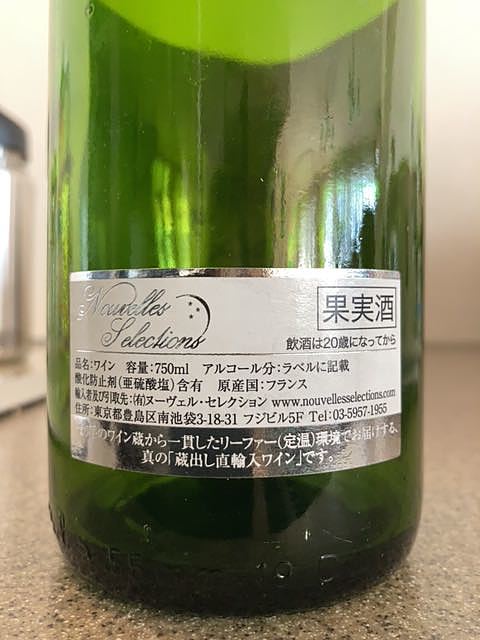 Nouvelles
Selections
果実酒
飲酒は20歳になってから
品名:ワイン 容量:750ml アルコール分:ラベルに記載
酸化防止剤(亜硫酸塩)含有 原産国:フランス
輸入者及び引取先:(有)ヌーヴェル・セレクション www.nouvellesselections.com
住所:東京都豊島区南池袋3-18-31 フジビル5F Tel:03-5957-1955
のワイン蔵から一貫したリーファー(定温)環境でお届けする、
真の「蔵出し直輸入ワイン」です。